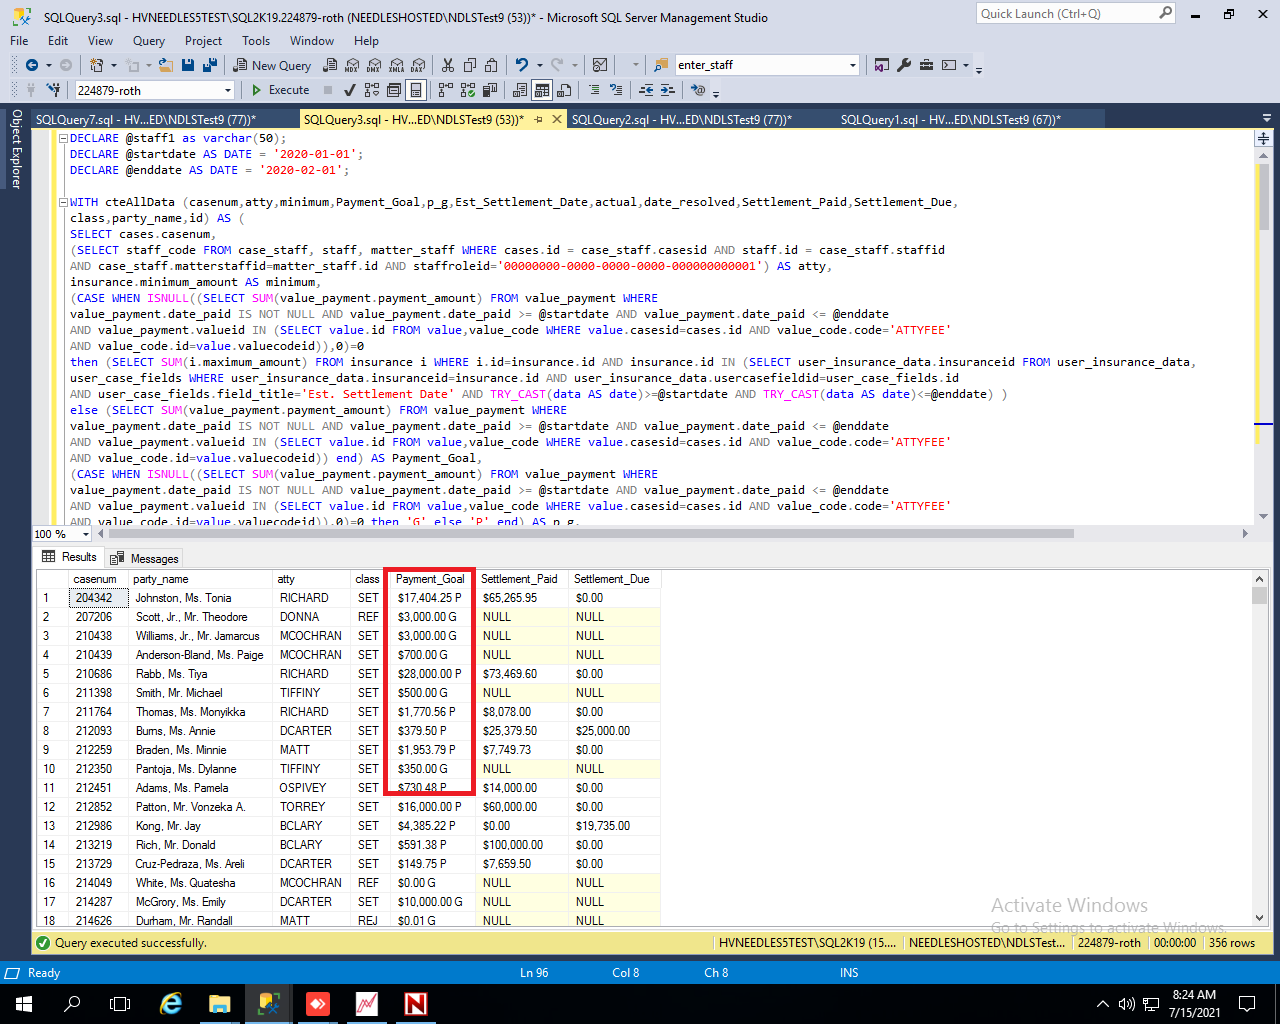 SQLQuery3.sql - HVNEEDLES5TEST\SQL2K19.224879-roth (NEEDLESHOSTED\NDLSTest9 (53))* - Microsoft SQL Server Management Studio
Quick Launch (Ctrl+Q)
File Edit View Query Project Tools Window Help
New Query MDX DMX XMLA DAX enter_staff
224879-roth Execute
Object Explorer
SQLQuery7.sql - HV...ED\NDLSTest9 (77))* SQLQuery3.sql - HV...ED\NDLSTest9 (53))* SQLQuery2.sql - HV...ED\NDLSTest9 (77))* SQLQuery1.sql - HV...ED\NDLSTest9 (67))*
DECLARE @staff1 as varchar(50);
DECLARE @startdate AS DATE = '2020-01-01';
DECLARE @enddate AS DATE = '2020-02-01';
WITH cteAllData (casenum,atty,minimum,Payment_Goal,p_g,Est_Settlement_Date,actual,date_resolved,Settlement_Paid,Settlement_Due,
class,party_name,id) AS (
SELECT cases.casenum,
(SELECT staff_code FROM case_staff, staff, matter_staff WHERE cases.id = case_staff.casesid AND staff.id = case_staff.staffid
AND case_staff.matterstaffid=matter_staff.id AND staffroleid='00000000-0000-0000-0000-000000000001') AS atty,
insurance.minimum_amount AS minimum,
(CASE WHEN ISNULL((SELECT SUM(value_payment.payment_amount) FROM value_payment WHERE
value_payment.date_paid IS NOT NULL AND value_payment.date_paid >= @startdate AND value_payment.date_paid <= @enddate
AND value_payment.valueid IN (SELECT value.id FROM value,value_code WHERE value.casesid=cases.id AND value_code.code='ATTYFEE'
AND value_code.id=value.valuecodeid)),0)=0
then (SELECT SUM(i.maximum_amount) FROM insurance i WHERE i.id=insurance.id AND insurance.id IN (SELECT user_insurance_data.insuranceid FROM user_insurance_data,
user_case_fields WHERE user_insurance_data.insuranceid=insurance.id AND user_insurance_data.usercasefieldid=user_case_fields.id
AND user_case_fields.field_title='Est. Settlement Date' AND TRY_CAST(data AS date)>=@startdate AND TRY_CAST(data AS date)<=@enddate) )
else (SELECT SUM(value_payment.payment_amount) FROM value_payment WHERE
value_payment.date_paid IS NOT NULL AND value_payment.date_paid >= @startdate AND value_payment.date_paid <= @enddate
AND value_payment.valueid IN (SELECT value.id FROM value,value_code WHERE value.casesid=cases.id AND value_code.code='ATTYFEE'
AND value_code.id=value.valuecodeid)) end) AS Payment_Goal,
(CASE WHEN ISNULL((SELECT SUM(value_payment.payment_amount) FROM value_payment WHERE
value_payment.date_paid IS NOT NULL AND value_payment.date_paid >= @startdate AND value_payment.date_paid <= @enddate
AND value_payment.valueid IN (SELECT value.id FROM value,value_code WHERE value.casesid=cases.id AND value_code.code='ATTYFEE'
AND value_code.id=value.valuecodeid)),0)=0 then 'G' else 'P' end) AS p_g,
100 %
Results Messages
casenum party_name atty class Payment_Goal Settlement_Paid Settlement_Due
1 204342 Johnston, Ms. Tonia RICHARD SET $17,404.25 P $65,265.95 $0.00
2 207206 Scott, Jr., Mr. Theodore DONNA REF $3,000.00 G NULL NULL
3 210438 Williams, Jr., Mr. Jamarcus MCOCHRAN SET $3,000.00 G NULL NULL
4 210439 Anderson-Bland, Ms. Paige MCOCHRAN SET $700.00 G NULL NULL
5 210686 Rabb, Ms. Tiya RICHARD SET $28,000.00 P $73,469.60 $0.00
6 211398 Smith, Mr. Michael TIFFINY SET $500.00 G NULL NULL
7 211764 Thomas, Ms. Monyikka RICHARD SET $1,770.56 P $8,078.00 $0.00
8 212093 Burns, Ms. Annie DCARTER SET $379.50 P $25,379.50 $25,000.00
9 212259 Braden, Ms. Minnie MATT SET $1,953.79 P $7,749.73 $0.00
10 212350 Pantoja, Ms. Dylanne TIFFINY SET $350.00 G NULL NULL
11 212451 Adams, Ms. Pamela OSPIVEY SET $730.48 P $14,000.00 $0.00
12 212852 Patton, Mr. Vonzeka A. TORREY SET $16,000.00 P $60,000.00 $0.00
13 212986 Kong, Mr. Jay BCLARY SET $4,385.22 P $0.00 $19,735.00
14 213219 Rich, Mr. Donald BCLARY SET $591.38 P $100,000.00 $0.00
15 213729 Cruz-Pedraza, Ms. Areli DCARTER SET $149.75 P $7,659.50 $0.00
16 214049 White, Ms. Quatesha MCOCHRAN REF $0.00 G NULL NULL
17 214287 McGrory, Ms. Emily DCARTER SET $10,000.00 G NULL NULL
18 214626 Durham, Mr. Randall MATT REJ $0.01 G NULL NULL
Activate Windows
Go to Settings to activate Windows.
Query executed successfully. HVNEEDLES5TEST\SQL2K19 (15.... NEEDLESHOSTED\NDLSTest... 224879-roth 00:00:00 356 rows
Ready Ln 96 Col 8 Ch 8 INS
8:24 AM
7/15/2021